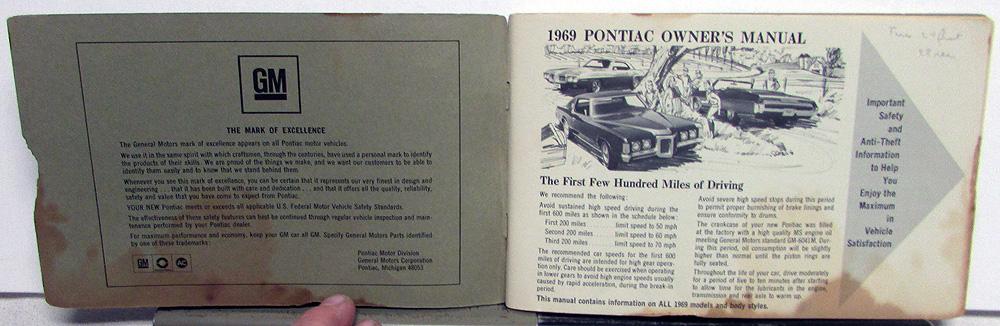 GM
THE MARK OF EXCELLENCE
The General Motors mark of excellence appears on all Pontiac motor vehicles.
We use it in the same spirit with which craftsmen, through the centuries, have used a personal mark to identify
the products of their skills. We are proud of the things we make, and we want our customers to be able to
identify them easily and to know that we stand behind them.
Whenever you see this mark of excellence, you can be certain that it represents our very finest in design and
engineering . . . that it has been built with care and dedication . . . and that it offers all the quality, reliability,
safety and value that you have come to expect from Pontiac.
YOUR NEW Pontiac meets or exceeds all applicable U.S. Federal Motor Vehicle Safety Standards.
The effectiveness of these safety features can best be continued through regular vehicle inspection and main-
tenance performed by your Pontiac dealer.
For maximum performance and economy, keep your GM car all GM. Specify General Motors Parts identified
by one of these trademarks:
GM
AC
Pontiac Motor Division
General Motors Corporation
Pontiac, Michigan 48053
1969 PONTIAC OWNER'S MANUAL
The First Few Hundred Miles of Driving
We recommend the following:
Avoid sustained high speed driving during the
first 600 miles as shown in the schedule below:
First 200 miles limit speed to 50 mph
Second 200 miles limit speed to 60 mph
Third 200 miles limit speed to 70 mph
The recommended car speeds for the first 600
miles of driving are intended for high gear opera-
tion only. Care should be exercised when operating
in lower gears to avoid high engine speeds usually
caused by rapid acceleration, during the break-in
period.
Avoid severe high speed stops during this period
to permit proper burnishing of brake linings and
ensure conformity to drums.
The crankcase of your new Pontiac was filled
at the factory with a high quality MS engine oil
meeting General Motors standard GM-6041M. Dur-
ing this period, oil consumption will be slightly
higher than normal until the piston rings are
fully seated.
Throughout the life of your car, drive moderately
for a period of five to ten minutes after starting
to allow time for the lubricants in the engine,
transmission and rear axle to warm up.
This manual contains information on ALL 1969 models and body styles.
Important
Safety
and
Anti-Theft
Information
to Help
You
Enjoy the
Maximum
in
Vehicle
Satisfaction